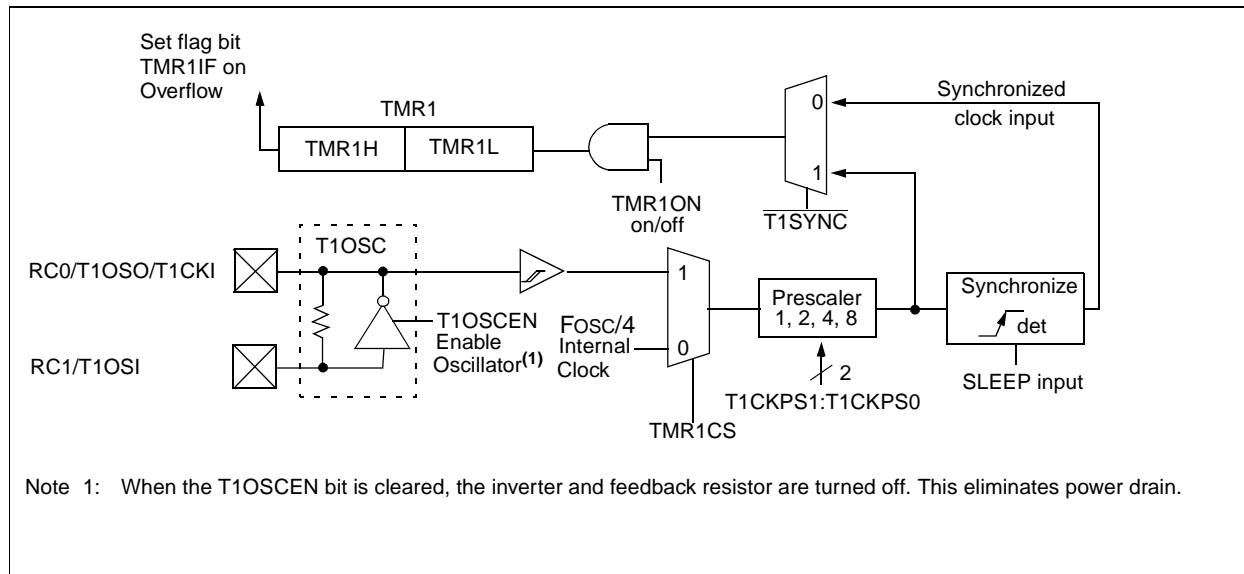 Set flag bit
TMR1IF on
Overflow
TMR1
TMR1H
TMR1L
TMR1ON
on/off
0
1
T1SYNC
Synchronized
clock input
RC0/T1OSO/T1CKI
T1OSC
RC1/T1OSI
T1OSCEN
Enable
Oscillator(1)
FOSC/4
Internal
Clock
1
0
TMR1CS
Prescaler
1, 2, 4, 8
2
T1CKPS1:T1CKPS0
Synchronize
det
SLEEP input
Note 1: When the T1OSCEN bit is cleared, the inverter and feedback resistor are turned off. This eliminates power drain.